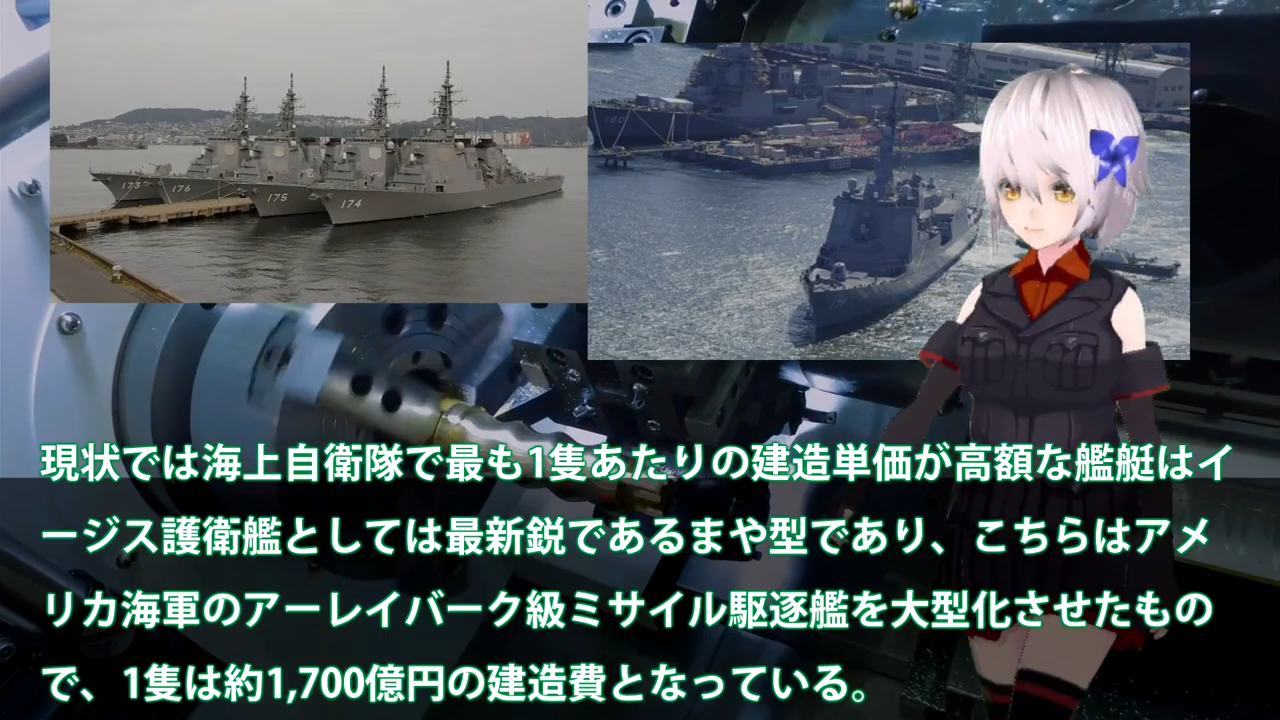 173
176
175
174
現状では海上自衛隊で最も1隻あたりの建造単価が高額な艦艇はイ
ージス護衛艦としては最新鋭であるまや型であり、こちらはアメ
リカ海軍のアーレイバーク級ミサイル駆逐艦を大型化させたもの
で、1隻は約1,700億円の建造費となっている。